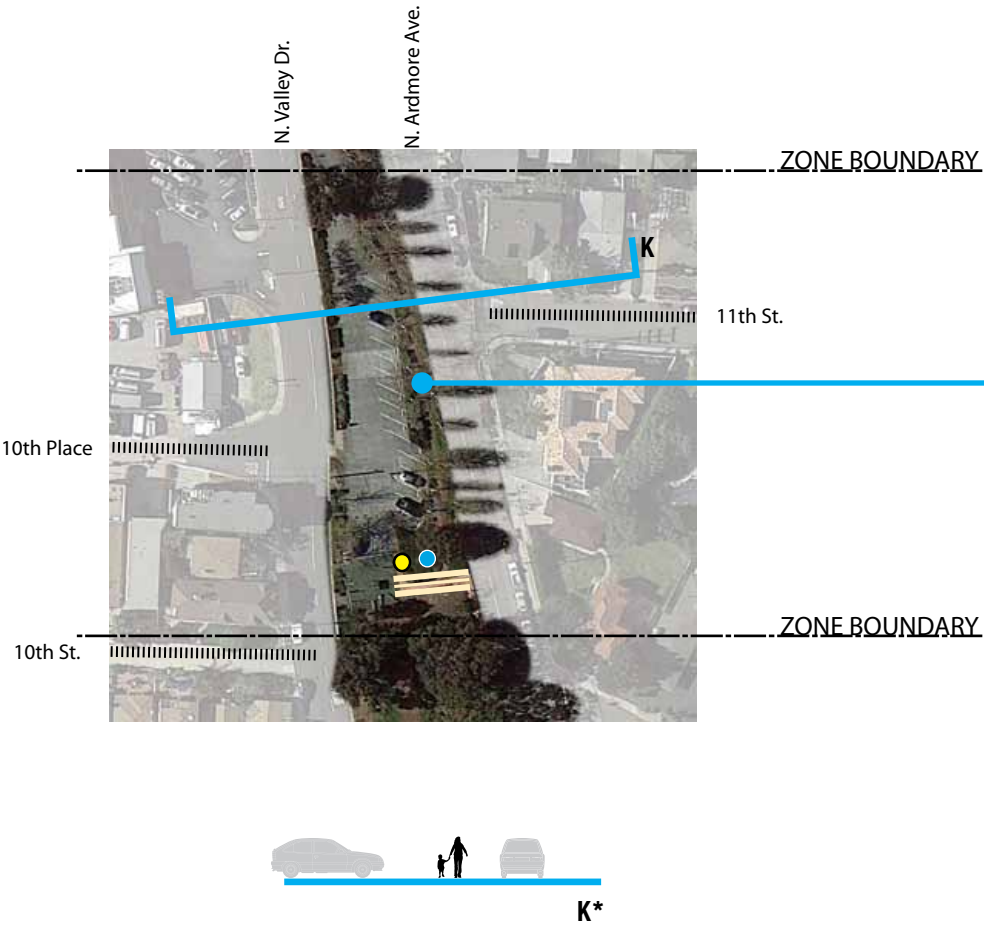 N. Valley Dr.
N. Ardmore Ave.
ZONE BOUNDARY
K
11th St.
10th Place
ZONE BOUNDARY
10th St.
K*